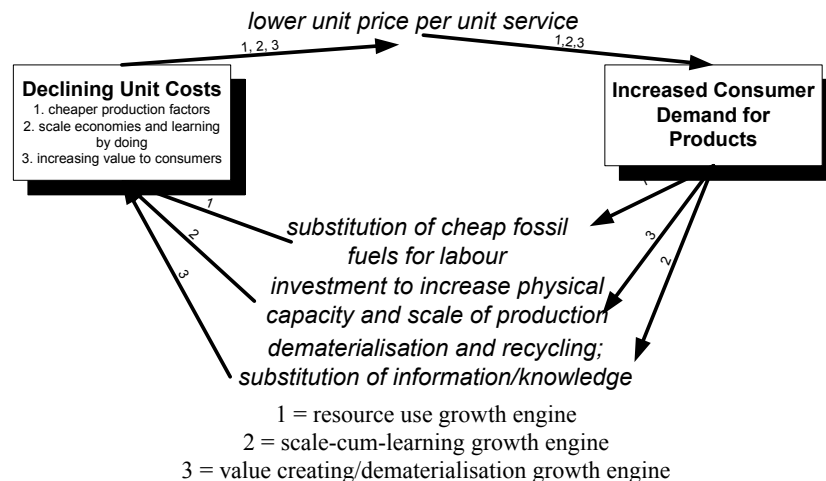 lower unit price per unit service
1, 2, 3
1,2,3
Declining Unit Costs
1. cheaper production factors
2. scale economies and learning
by doing
3. increasing value to consumers
Increased Consumer
Demand for
Products
1
2
3
3
2
substitution of cheap fossil
fuels for labour
investment to increase physical
capacity and scale of production
dematerialisation and recycling;
substitution of information/knowledge
1 = resource use growth engine
2 = scale-cum-learning growth engine
3 = value creating/dematerialisation growth engine